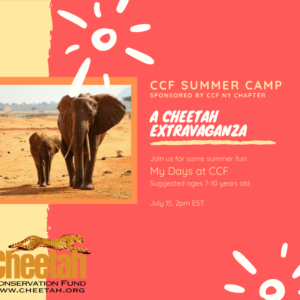 CCF SUMMER CAMP
SPONSORED BY CCF NY CHAPTER
A CHEETAH
EXTRAVAGANZA
Join us for some summer fun:
My Days at CCF
Suggested ages 7-10 years old
July 15, 2pm EST
Cheetah
CONSERVATION FUND
WWW.CHEETAH.ORG